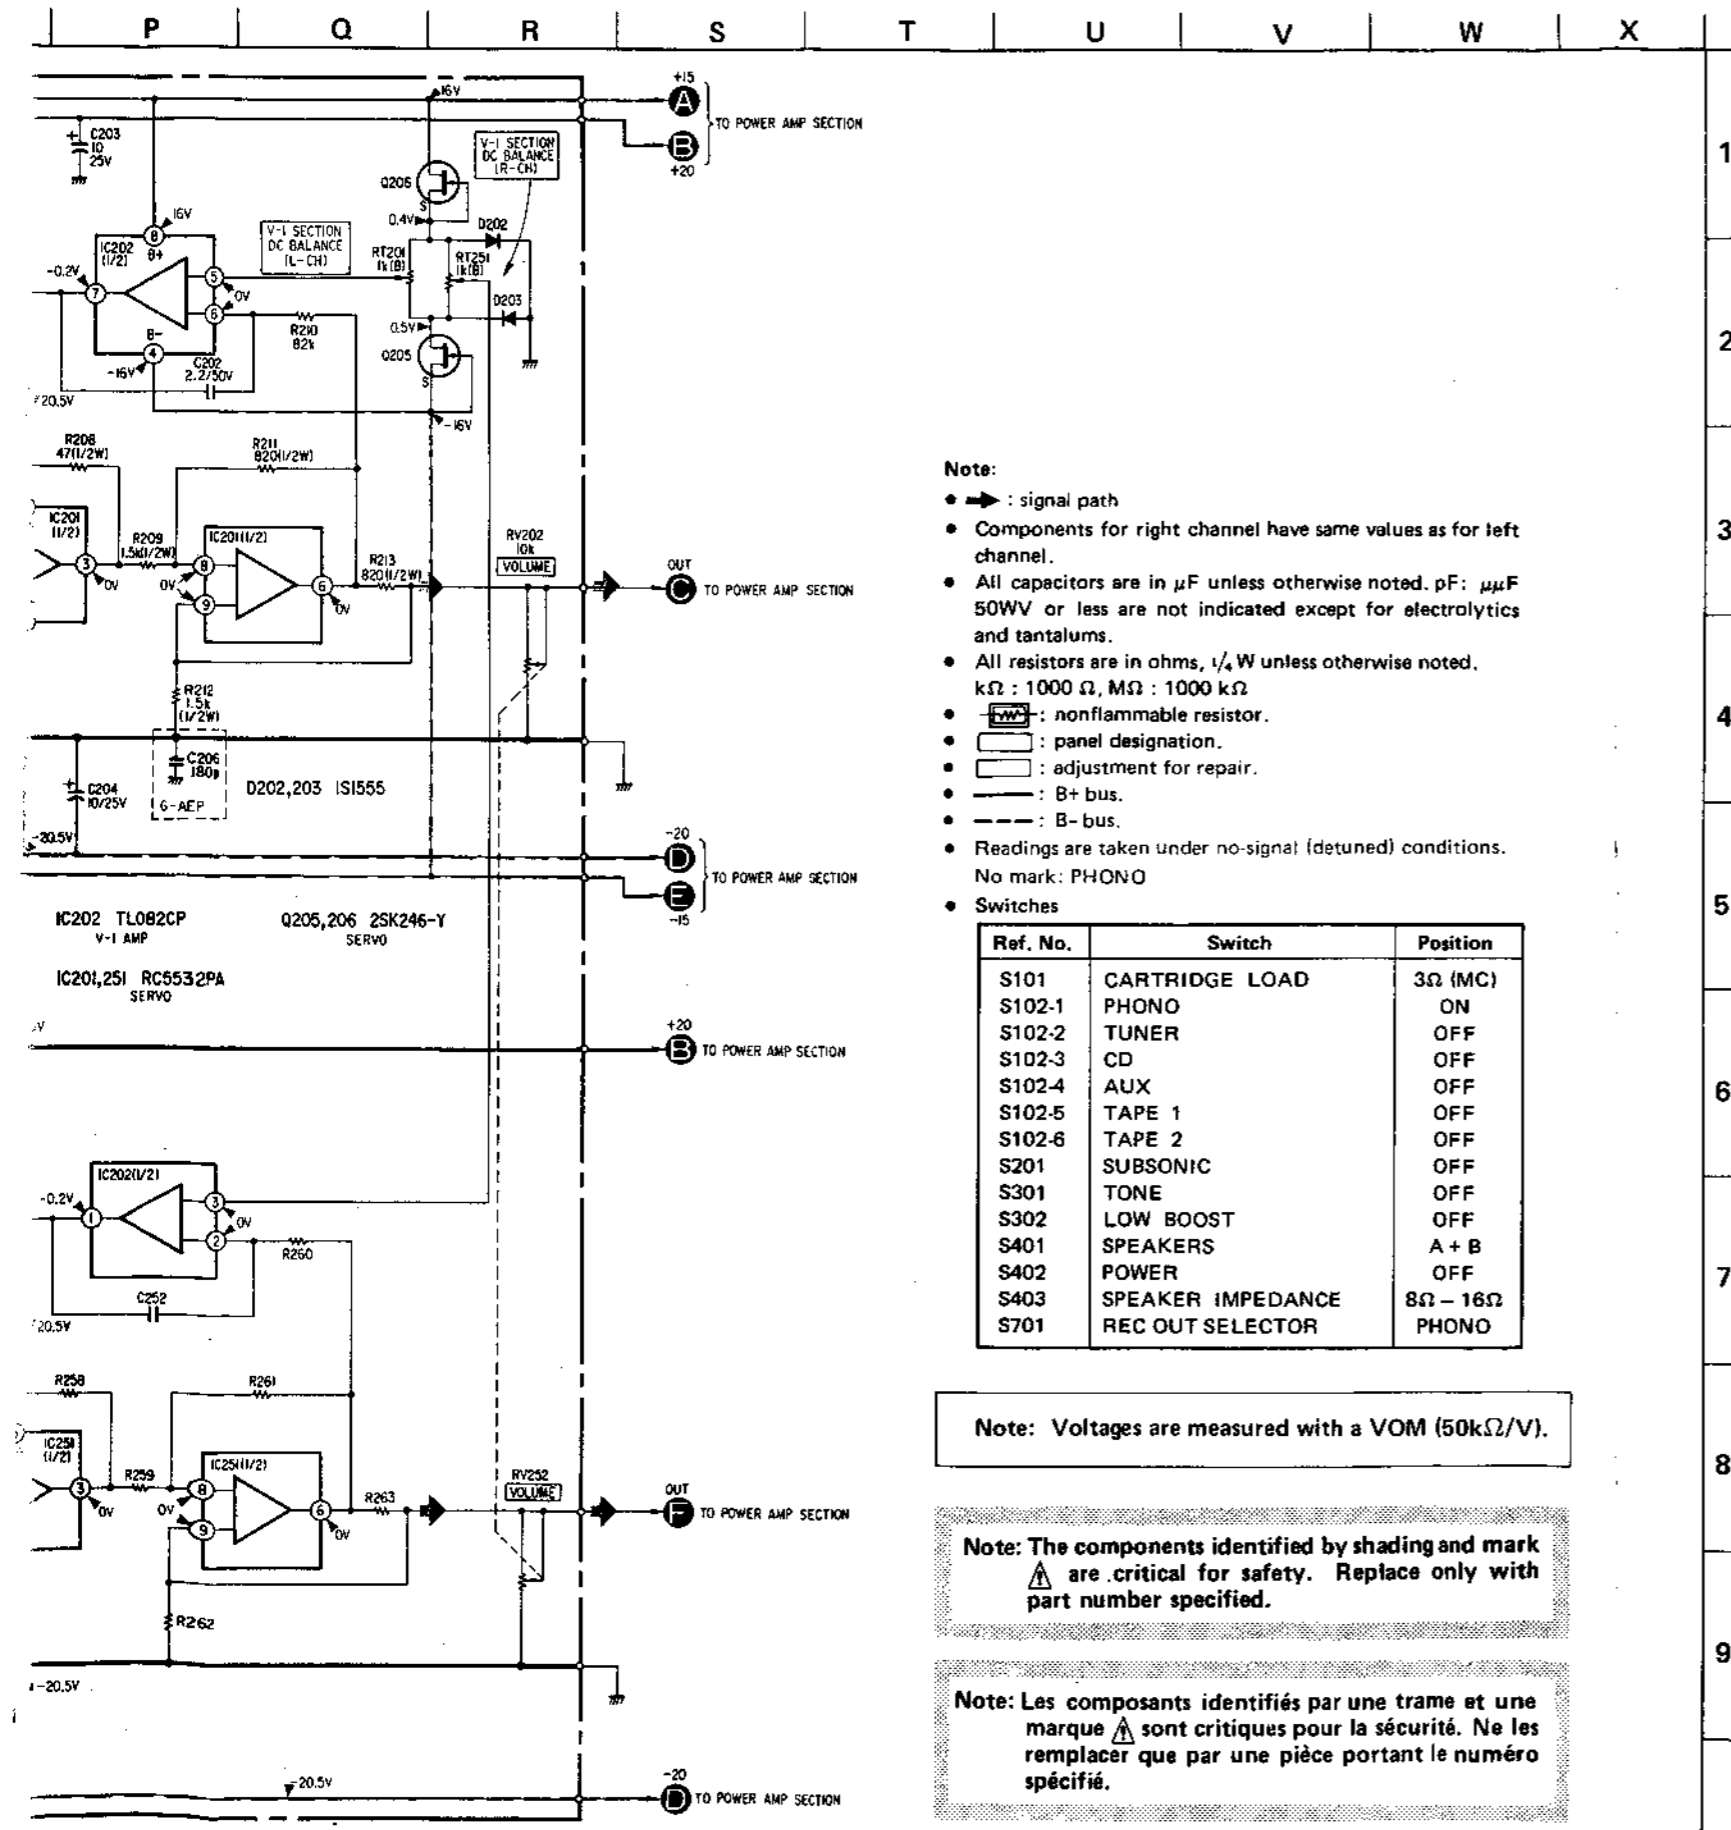 P Q R S T U V W X
1
2
3
4
5
6
7
8
9
+15
A
TO POWER AMP SECTION
B
+20
16V
C203
10
25V
V-I SECTION
DC BALANCE
(R-CH)
Q206
S
0.4V
D202
16V
IC202
(1/2)
8
B+
V-I SECTION
DC BALANCE
(L-CH)
RT201
1k(B)
RT251
1k(B)
-0.2V
7
5
0V
6
D203
B-
4
-16V
R210
82k
0.5V
C202
2.2/50V
Q205
S
20.5V
-16V
R208
47(1/2W)
R211
820(1/2W)
IC201
(1/2)
R209
1.5k(1/2W)
IC201(1/2)
3
0V
8
0V
9
6
0V
R213
820(1/2W)
RV202
10k
VOLUME
OUT
C
TO POWER AMP SECTION
R212
1.5k
(1/2W)
C206
180p
G-AEP
C204
10/25V
D202,203 1S1555
-20.5V
-20
D
TO POWER AMP SECTION
E
-15
IC202 TL082CP
V-I AMP
Q205,206 2SK246-Y
SERVO
IC201,251 RC5532PA
SERVO
+20
B
TO POWER AMP SECTION
IC202(1/2)
-0.2V
1
3
0V
2
R260
C252
20.5V
R258
R261
IC251
(1/2)
R259
IC251(1/2)
3
0V
8
0V
9
6
0V
R263
RV252
VOLUME
OUT
F
TO POWER AMP SECTION
R262
-20.5V
-20.5V
-20
D
TO POWER AMP SECTION
Note:
● : signal path
● Components for right channel have same values as for left
channel.
● All capacitors are in μF unless otherwise noted. pF: μμF
50WV or less are not indicated except for electrolytics
and tantalums.
● All resistors are in ohms, 1/4 W unless otherwise noted.
kΩ : 1000 Ω, MΩ : 1000 kΩ
● : nonflammable resistor.
● : panel designation.
● : adjustment for repair.
● : B+ bus.
● : B- bus.
● Readings are taken under no-signal (detuned) conditions.
No mark: PHONO
● Switches
Ref. No. Switch Position
S101 CARTRIDGE LOAD 3Ω (MC)
S102-1 PHONO ON
S102-2 TUNER OFF
S102-3 CD OFF
S102-4 AUX OFF
S102-5 TAPE 1 OFF
S102-6 TAPE 2 OFF
S201 SUBSONIC OFF
S301 TONE OFF
S302 LOW BOOST OFF
S401 SPEAKERS A + B
S402 POWER OFF
S403 SPEAKER IMPEDANCE 8Ω – 16Ω
S701 REC OUT SELECTOR PHONO
Note: Voltages are measured with a VOM (50kΩ/V).
Note: The components identified by shading and mark
⚠ are critical for safety. Replace only with
part number specified.
Note: Les composants identifiés par une trame et une
marque ⚠ sont critiques pour la sécurité. Ne les
remplacer que par une pièce portant le numéro
spécifié.